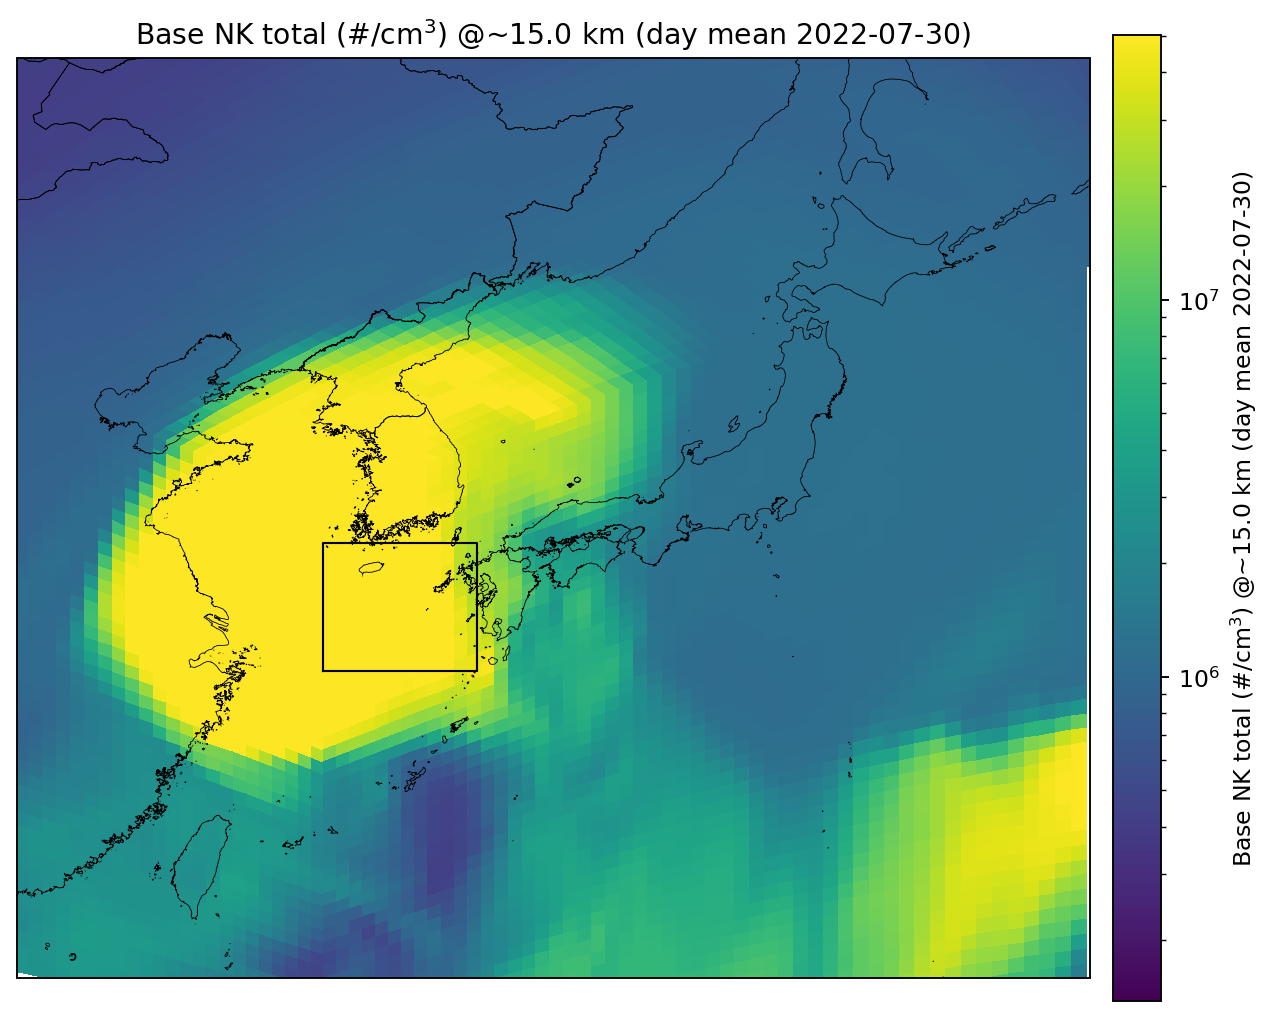 Base NK total (#/cm³) @~15.0 km (day mean 2022-07-30)
10⁷
10⁶
Base NK total (#/cm³) @~15.0 km (day mean 2022-07-30)